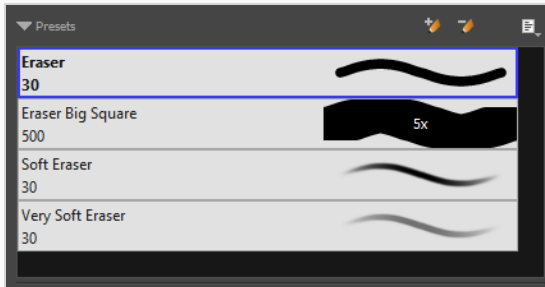 Presets
Eraser
30
Eraser Big Square
500
5x
Soft Eraser
30
Very Soft Eraser
30